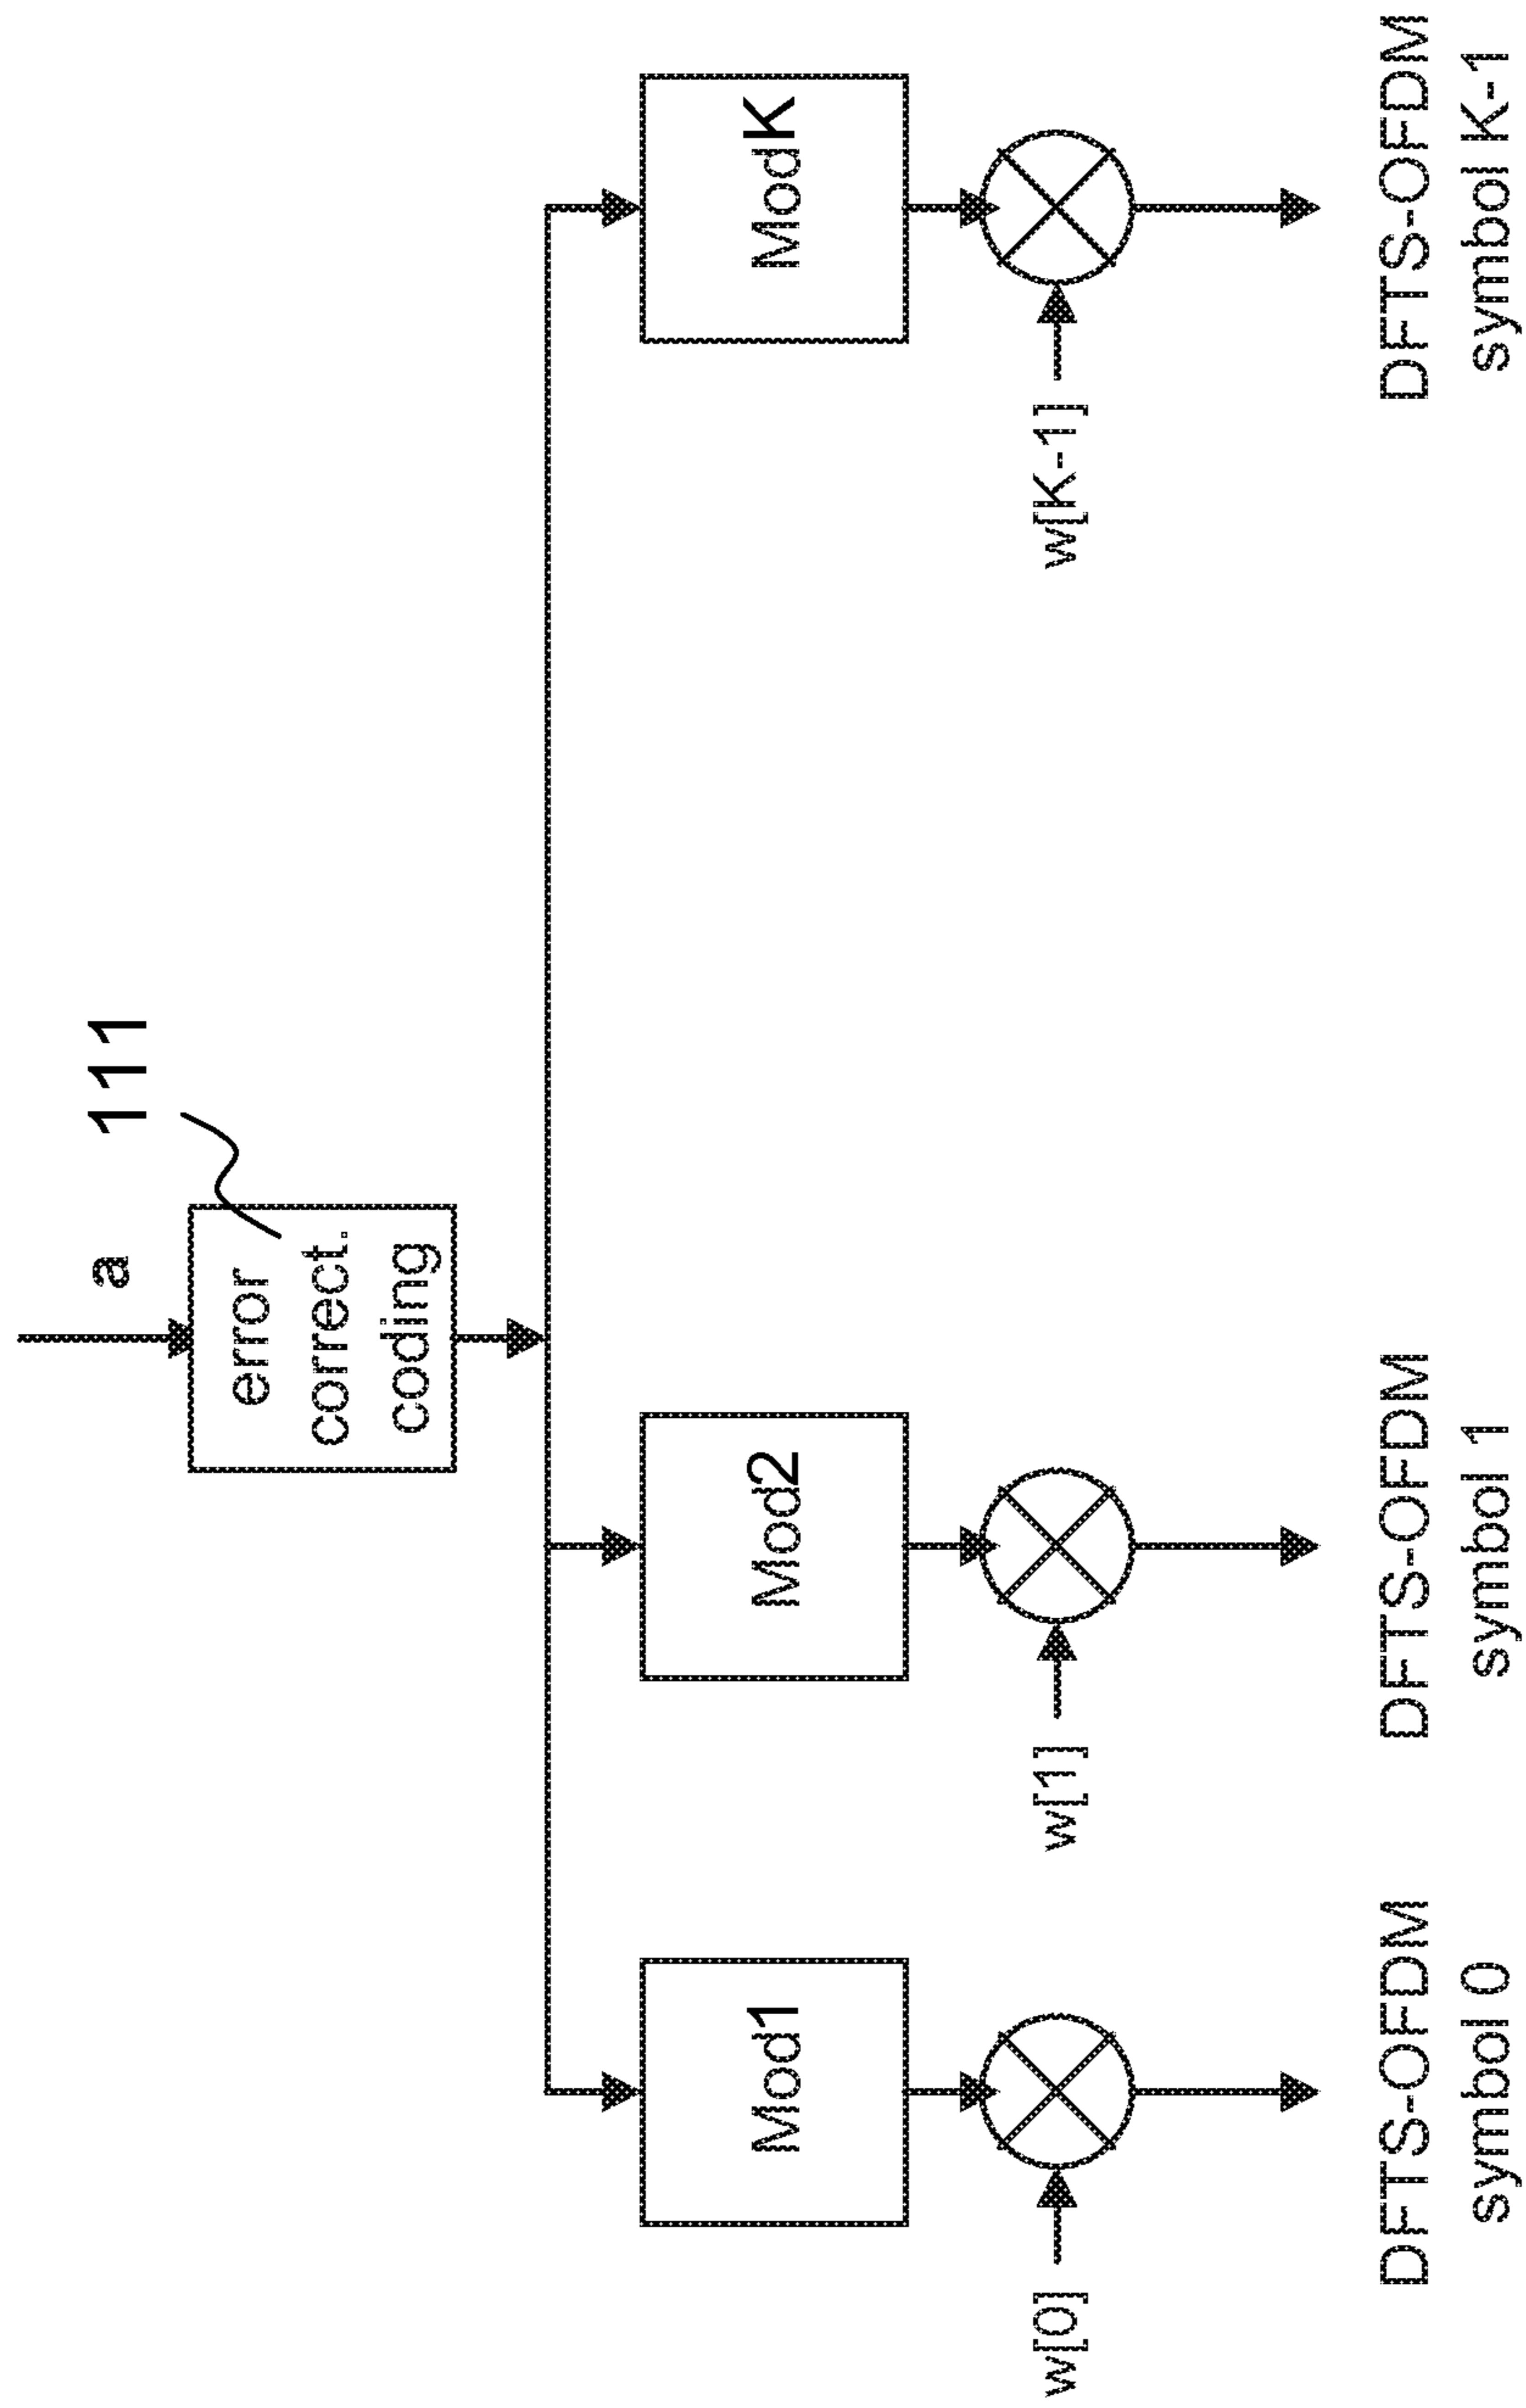 a
111
error
correct.
coding
Mod1
Mod2
ModK
w[0]
w[1]
w[K-1]
DFTS-OFDM
symbol 0
DFTS-OFDM
symbol 1
DFTS-OFDM
symbol K-1